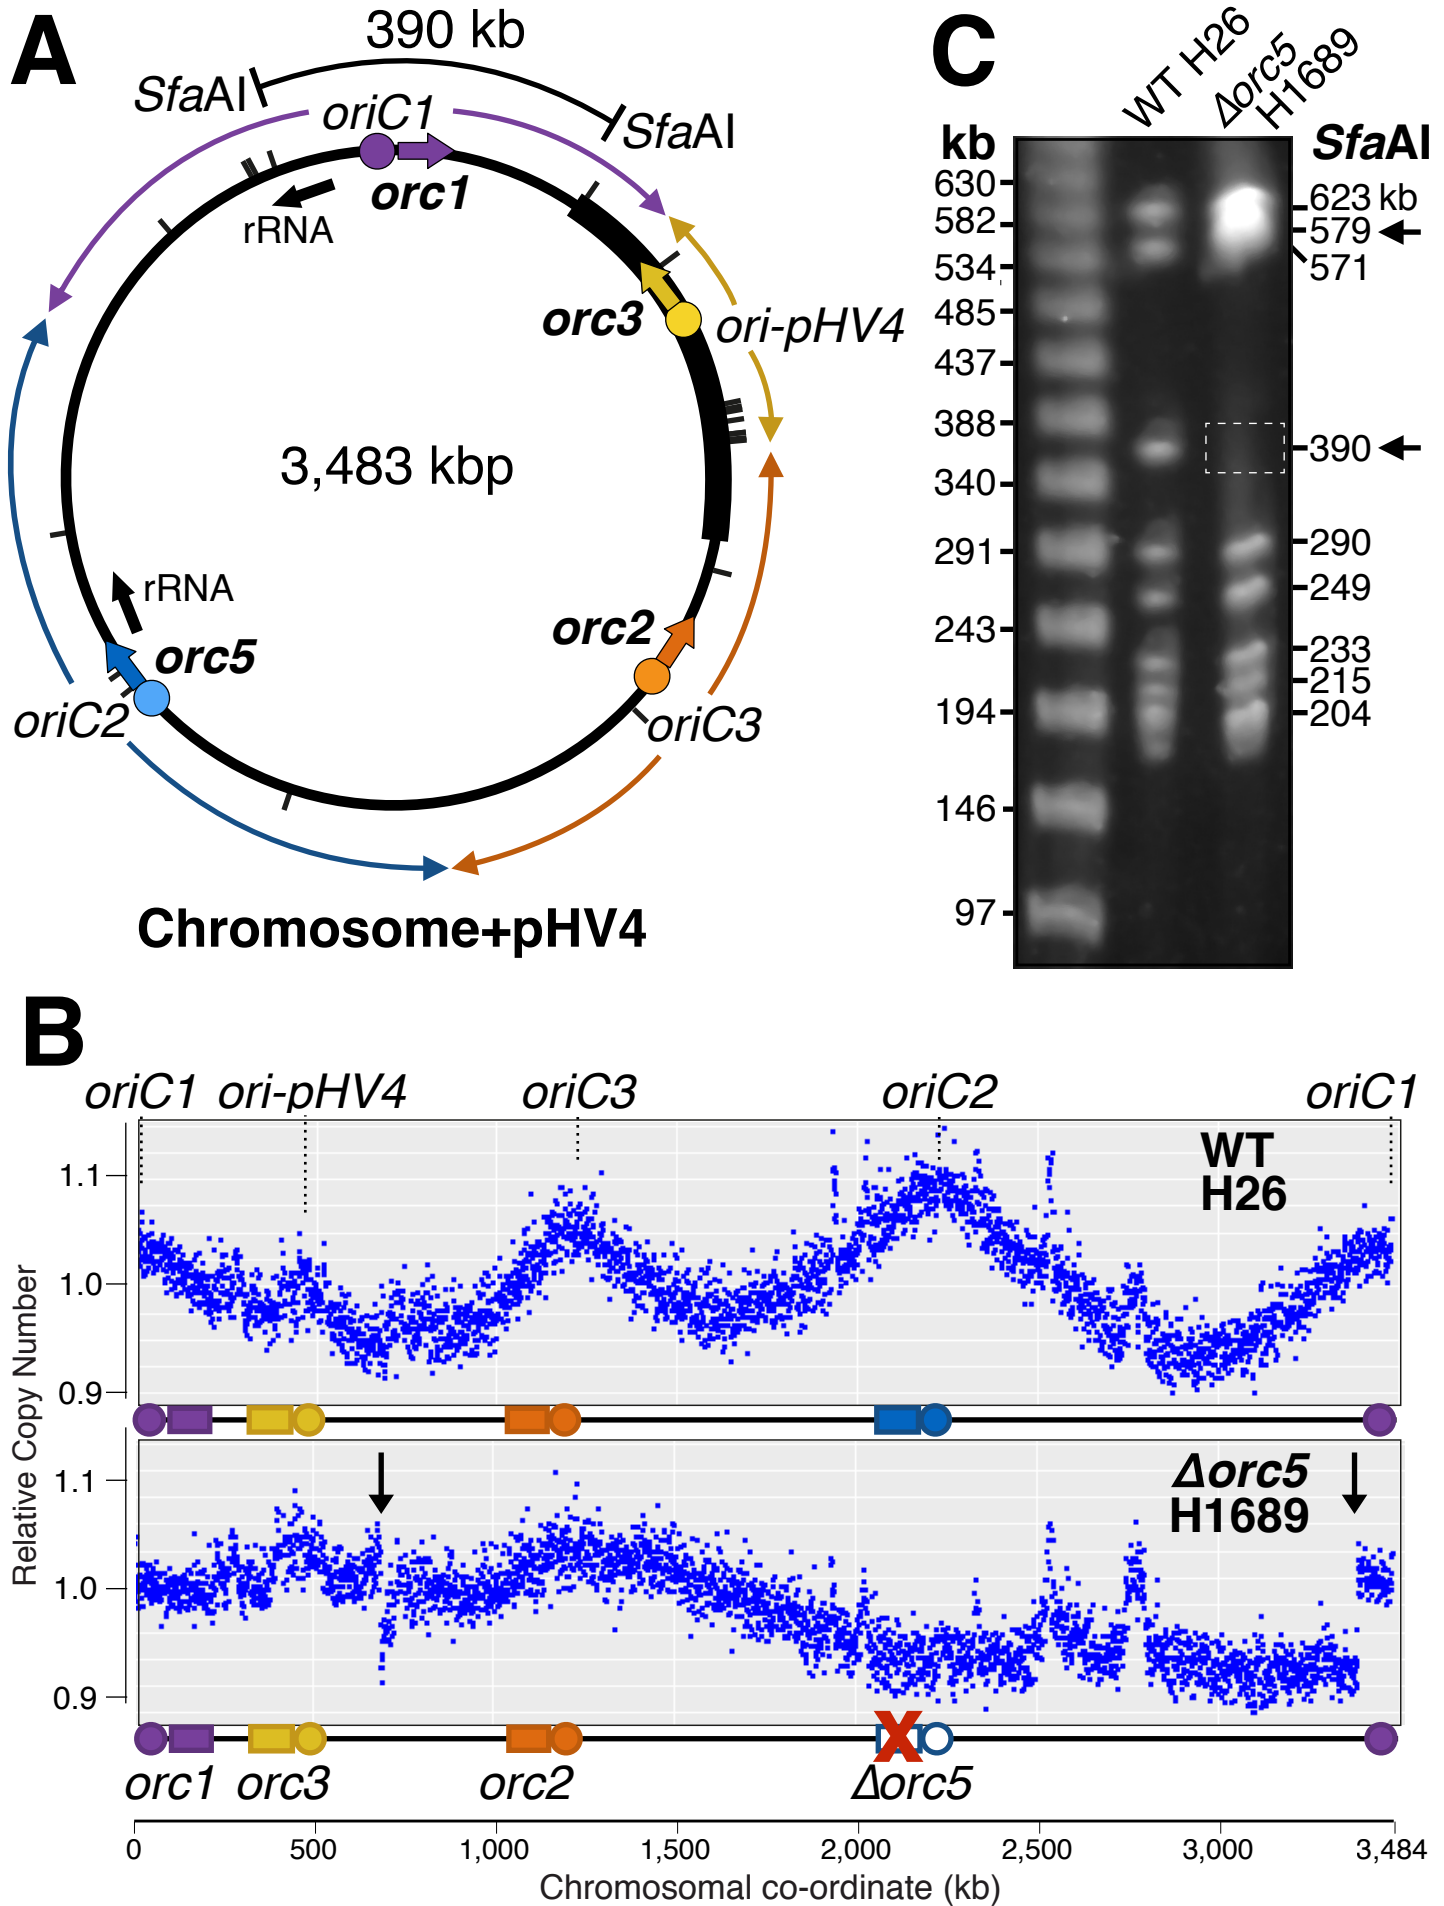 A
390 kb
SfaAI
oriC1
SfaAI
orc1
rRNA
orc3
ori-pHV4
3,483 kbp
rRNA
orc2
orc5
oriC2
oriC3
Chromosome+pHV4
C
WT H26
Δorc5
H1689
kb
SfaAI
630
582
534
485
437
388
340
291
243
194
146
97
623 kb
579
571
390
290
249
233
215
204
B
oriC1 ori-pHV4 oriC3 oriC2 oriC1
WT
H26
1.1
1.0
0.9
Relative Copy Number
Δorc5
H1689
1.1
1.0
0.9
X
orc1 orc3 orc2 Δorc5
0 500 1,000 1,500 2,000 2,500 3,000 3,484
Chromosomal co-ordinate (kb)